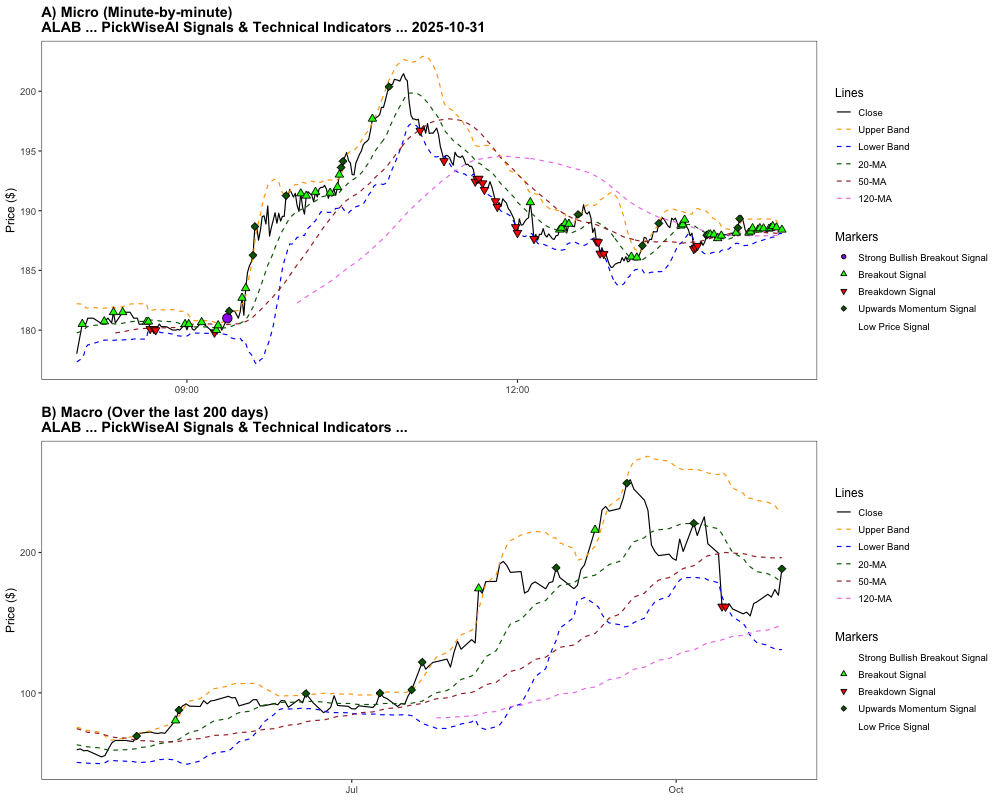 A) Micro (Minute-by-minute)
ALAB ... PickWiseAI Signals & Technical Indicators ... 2025-10-31
Price ($)
200
195
190
185
180
09:00
12:00
Lines
Close
Upper Band
Lower Band
20-MA
50-MA
120-MA
Markers
Strong Bullish Breakout Signal
Breakout Signal
Breakdown Signal
Upwards Momentum Signal
Low Price Signal
B) Macro (Over the last 200 days)
ALAB ... PickWiseAI Signals & Technical Indicators ...
Price ($)
200
100
Jul
Oct
Lines
Close
Upper Band
Lower Band
20-MA
50-MA
120-MA
Markers
Strong Bullish Breakout Signal
Breakout Signal
Breakdown Signal
Upwards Momentum Signal
Low Price Signal